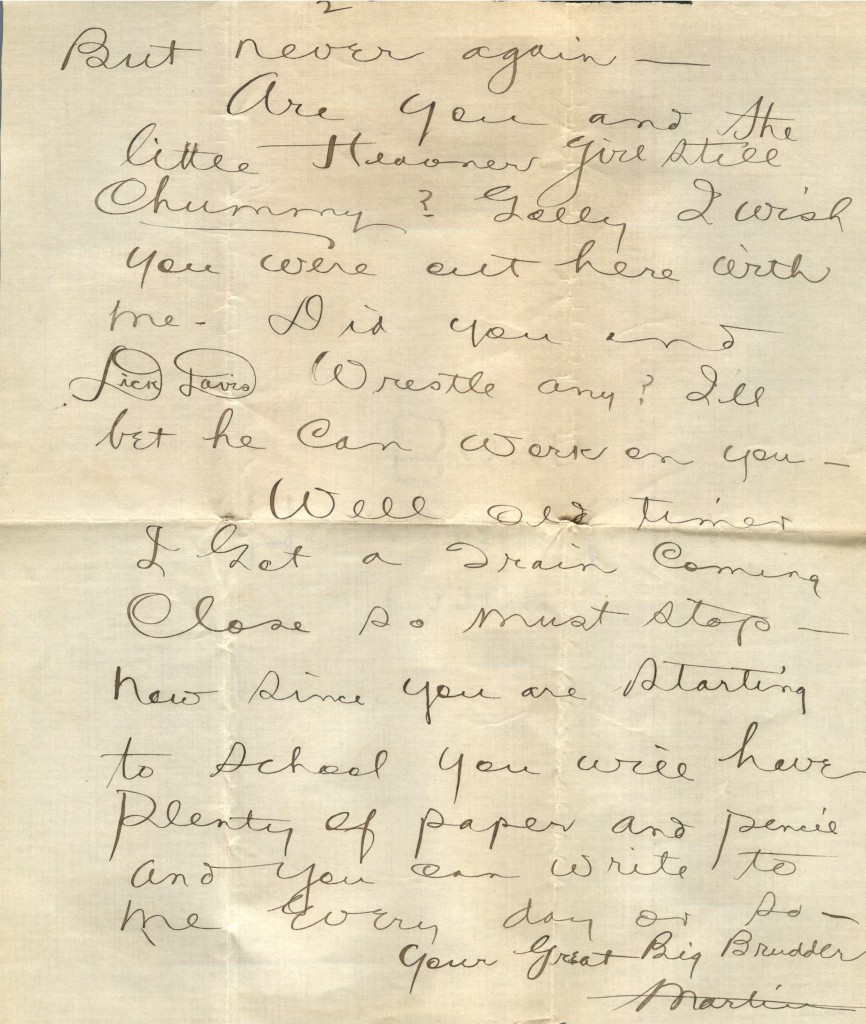 2
But never again —
Are you and the
little Heavner girl still
Chummy? Golly I wish
you were out here with
me. Did you and
Dick Davis Wrestle any? I'll
bet he Can work on you —
Well old timer
I Got a Train Coming
Close so must stop —
now since you are starting
to school you will have
Plenty of paper and pencil
and you can write to
me Every day or so —
your Great Big Brudder
Martin